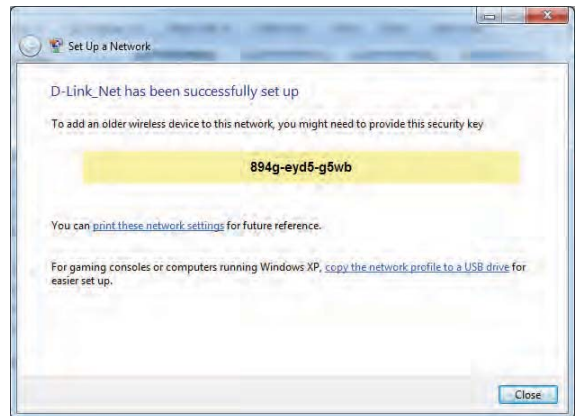 Set Up a Network
D-Link_Net has been successfully set up
To add an older wireless device to this network, you might need to provide this security key
894g-eyd5-g5wb
You can print these network settings for future reference.
For gaming consoles or computers running Windows XP, copy the network profile to a USB drive for
easier set up.
Close